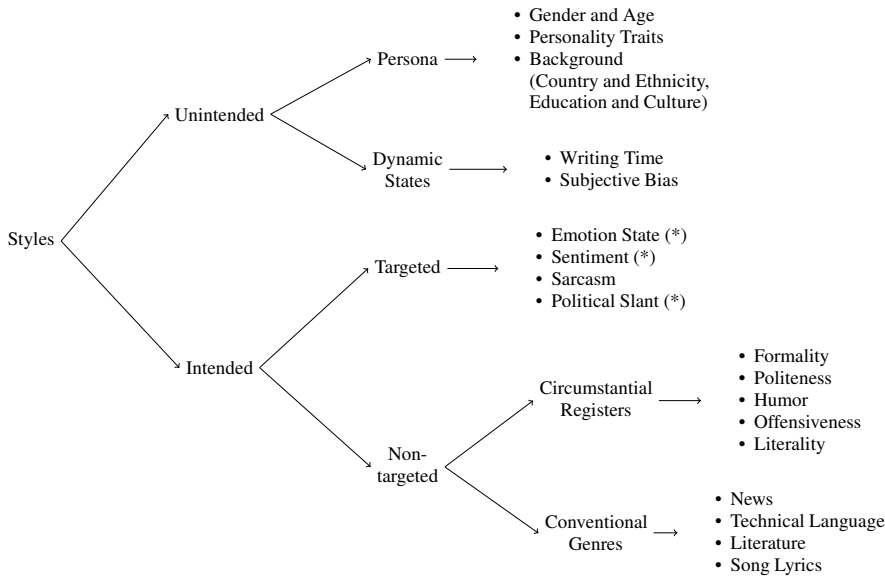 • Gender and Age
• Personality Traits
• Background
(Country and Ethnicity,
Education and Culture)
Persona
Unintended
Dynamic
States
• Writing Time
• Subjective Bias
Styles
• Emotion State (*)
• Sentiment (*)
• Sarcasm
• Political Slant (*)
Targeted
Intended
Circumstantial
Registers
• Formality
• Politeness
• Humor
• Offensiveness
• Literality
Non-
targeted
Conventional
Genres
• News
• Technical Language
• Literature
• Song Lyrics